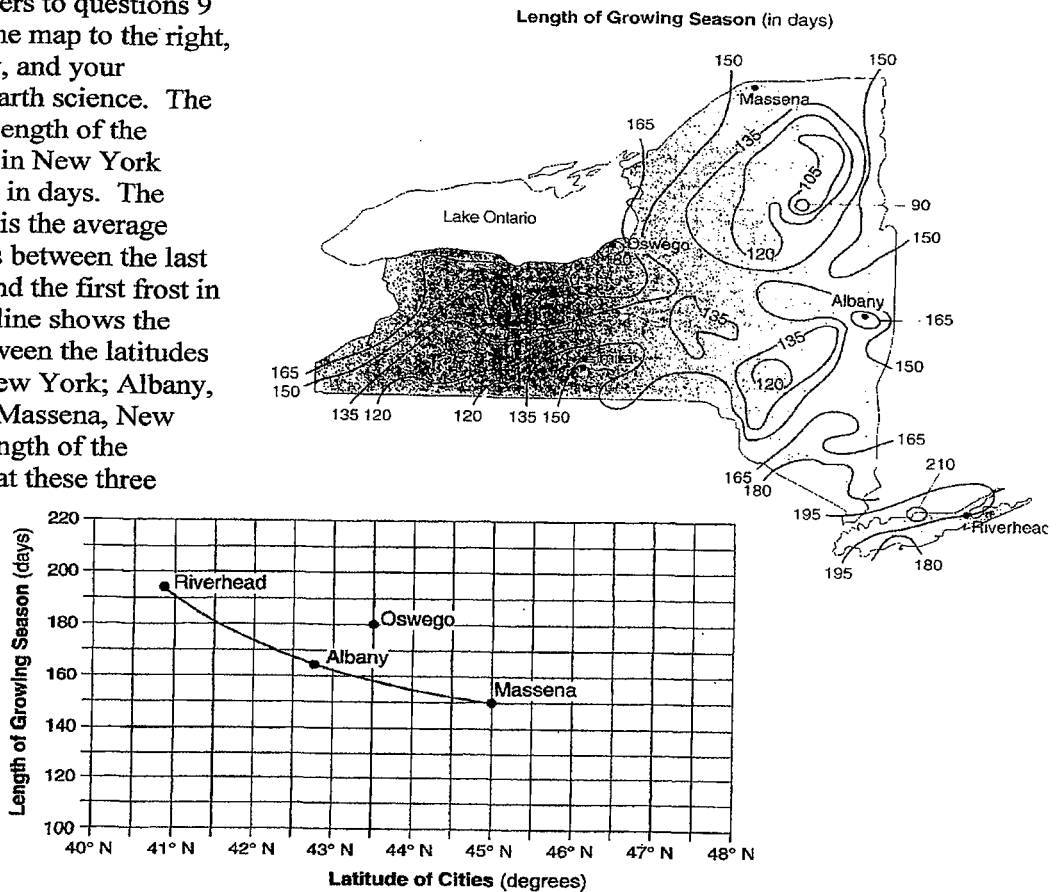 ers to questions 9
ne map to the right,
, and your
arth science. The
ength of the
in New York
in days. The
is the average
s between the last
nd the first frost in
line shows the
ween the latitudes
ew York; Albany,
Massena, New
ngth of the
at these three
Length of Growing Season (in days)
150
150
Massena
165
135
105
90
Lake Ontario
Oswego
180
120
150
Albany
165
135
135
150
165
150
120
135 120
120
135 150
165
165
180
210
195
Riverhead
195
180
Length of Growing Season (days)
220
200
180
160
140
120
100
Riverhead
Oswego
Albany
Massena
40° N
41° N
42° N
43° N
44° N
45° N
46° N
47° N
48° N
Latitude of Cities (degrees)